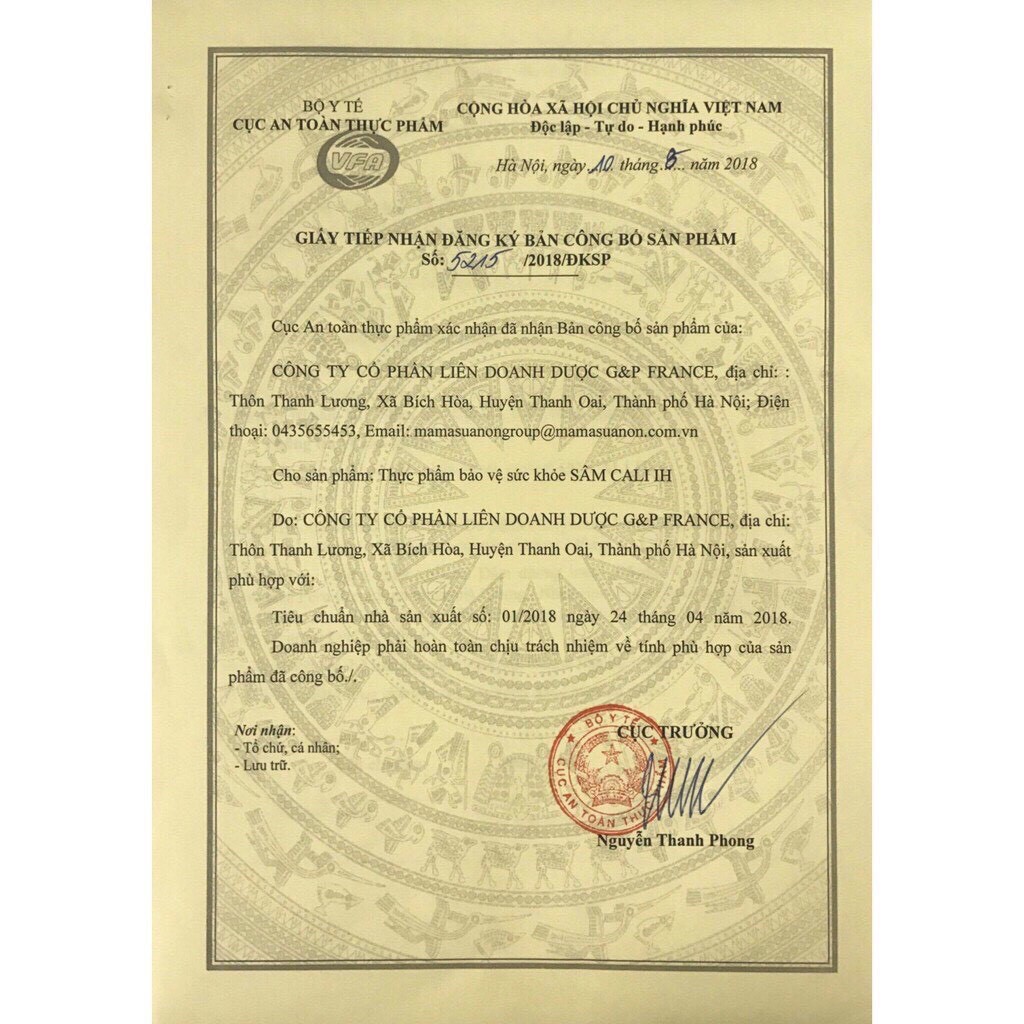 BỘ Y TẾ
CỤC AN TOÀN THỰC PHẨM
VFA
CỘNG HÒA XÃ HỘI CHỦ NGHĨA VIỆT NAM
Độc lập - Tự do - Hạnh phúc
Hà Nội, ngày 10 tháng 5 năm 2018
GIẤY TIẾP NHẬN ĐĂNG KÝ BẢN CÔNG BỐ SẢN PHẨM
Số: 5215 /2018/ĐKSP
Cục An toàn thực phẩm xác nhận đã nhận Bản công bố sản phẩm của:
CÔNG TY CỔ PHẦN LIÊN DOANH DƯỢC G&P FRANCE, địa chỉ: :
Thôn Thanh Lương, Xã Bích Hòa, Huyện Thanh Oai, Thành phố Hà Nội; Điện
thoại: 0435655453, Email: mamasuanongroup@mamasuanon.com.vn
Cho sản phẩm: Thực phẩm bảo vệ sức khỏe SÂM CALI IH
Do: CÔNG TY CỔ PHẦN LIÊN DOANH DƯỢC G&P FRANCE, địa chỉ:
Thôn Thanh Lương, Xã Bích Hòa, Huyện Thanh Oai, Thành phố Hà Nội, sản xuất
phù hợp với:
Tiêu chuẩn nhà sản xuất số: 01/2018 ngày 24 tháng 04 năm 2018.
Doanh nghiệp phải hoàn toàn chịu trách nhiệm về tính phù hợp của sản
phẩm đã công bố./.
Nơi nhận:
- Tổ chứ, cá nhân;
- Lưu trữ.
CỤC TRƯỞNG
BỘ Y TẾ
CỤC AN TOÀN THỰC PHẨM
Nguyễn Thanh Phong